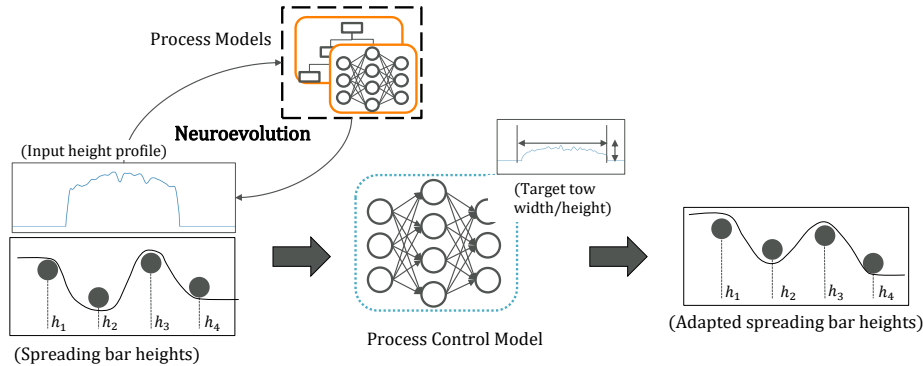 Process Models
Neuroevolution
(Input height profile)
(Target tow
width/height)
h₁
h₂
h₃
h₄
(Spreading bar heights)
Process Control Model
h₁
h₂
h₃
h₄
(Adapted spreading bar heights)